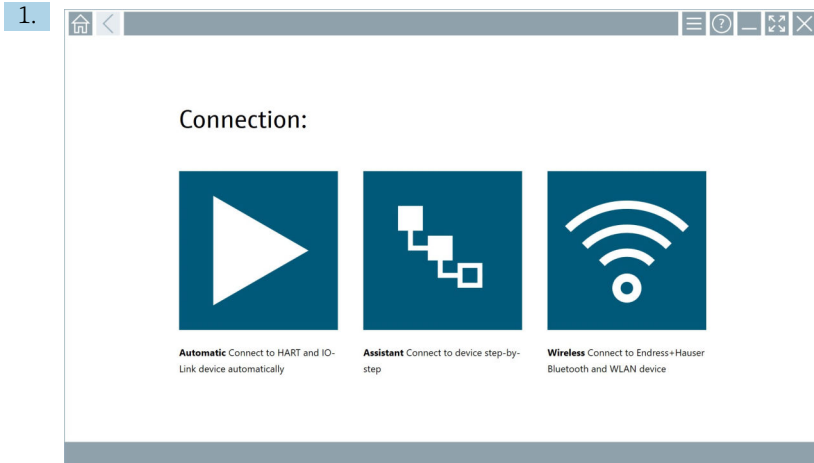 1.
Connection:
Automatic Connect to HART and IO-
Link device automatically
Assistant Connect to device step-by-
step
Wireless Connect to Endress+Hauser
Bluetooth and WLAN device